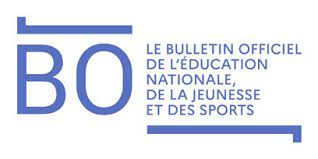 BO
LE BULLETIN OFFICIEL
DE L'ÉDUCATION
NATIONALE,
DE LA JEUNESSE
ET DES SPORTS